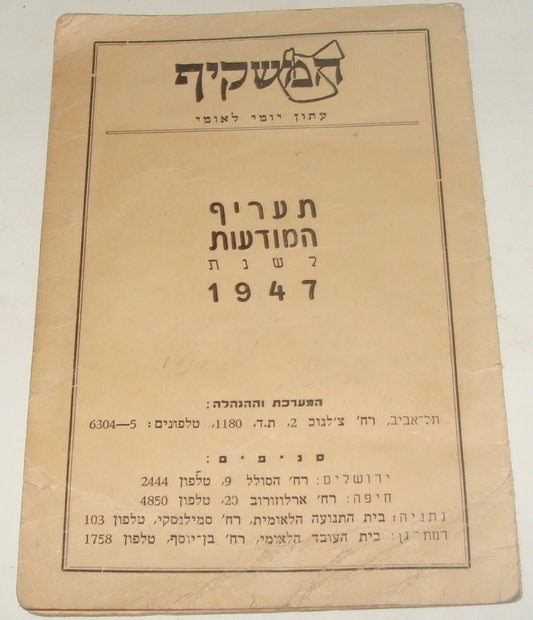 המשקיף
עתון יומי לאומי
תעריף
המודעות
לשנת
1947
המערכת וההנהלה:
תל־אביב, רח' צ'לנוב 2, ת.ד. 1180, טלפונים: 5—6304
סניפים:
ירושלים: רח' הסולל 9, טלפון 2444
חיפה: רח' ארלוזורוב 20, טלפון 4850
נתניה: בית התנועה הלאומית, רח' סמילנסקי, טלפון 103
רמת־גן: בית העובד הלאומי, רח' בן־יוסף, טלפון 1758